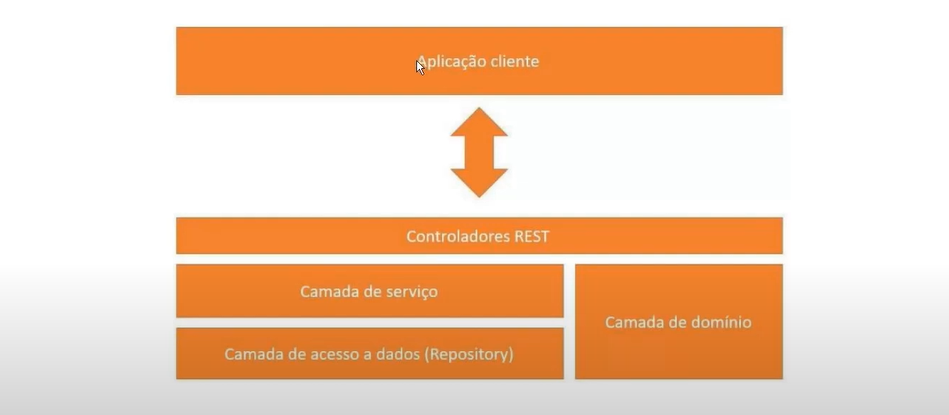 Aplicação cliente
Controladores REST
Camada de serviço
Camada de domínio
Camada de acesso a dados (Repository)